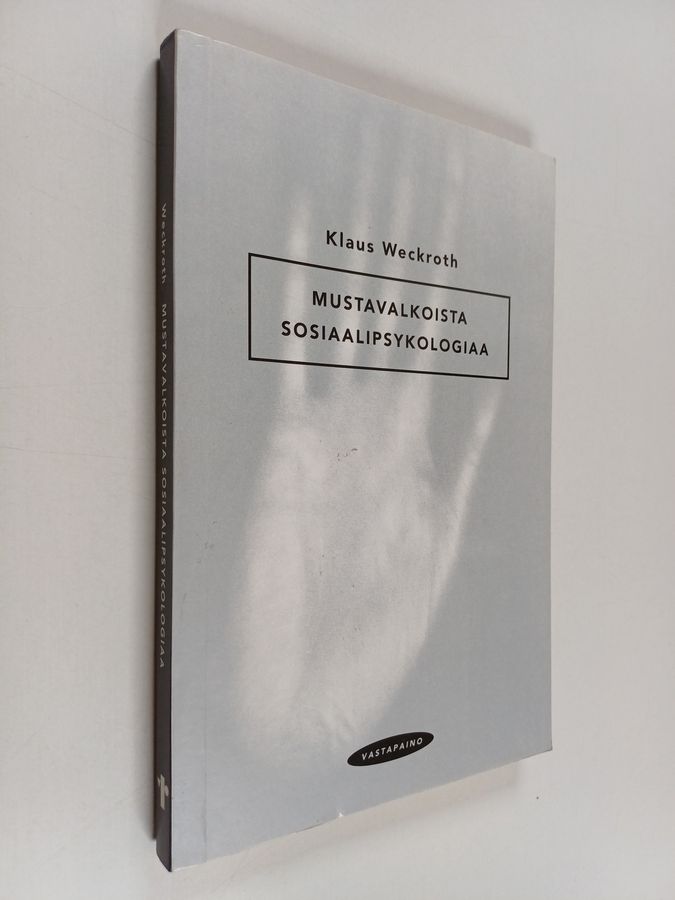 Klaus Weckroth
MUSTAVALKOISTA
SOSIAALIPSYKOLOGIAA
VASTAPAINO
Weckroth MUSTAVALKOISTA SOSIAALIPSYKOLOGIAA